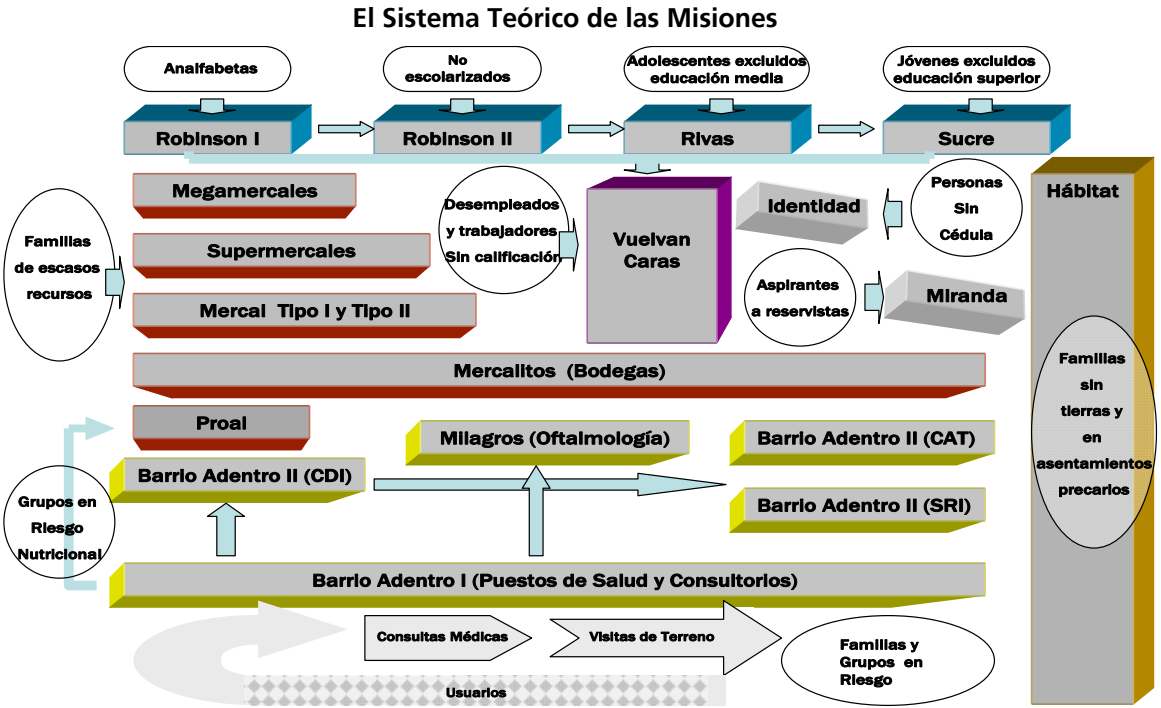 El Sistema Teórico de las Misiones
Analfabetas
No
escolarizados
Adolescentes excluidos
educación media
Jóvenes excluidos
educación superior
Robinson I
Robinson II
Rivas
Sucre
Familias
de escasos
recursos
Megamercales
Supermercales
Mercal Tipo I y Tipo II
Desempleados
y trabajadores
Sin calificación
Vuelvan
Caras
Identidad
Personas
Sin
Cédula
Aspirantes
a reservistas
Miranda
Hábitat
Familias
sin
tierras y
en
asentamientos
precarios
Mercalitos (Bodegas)
Proal
Milagros (Oftalmología)
Barrio Adentro II (CAT)
Barrio Adentro II (CDI)
Barrio Adentro II (SRI)
Grupos en
Riesgo
Nutricional
Barrio Adentro I (Puestos de Salud y Consultorios)
Consultas Médicas
Visitas de Terreno
Familias y
Grupos en
Riesgo
Usuarios